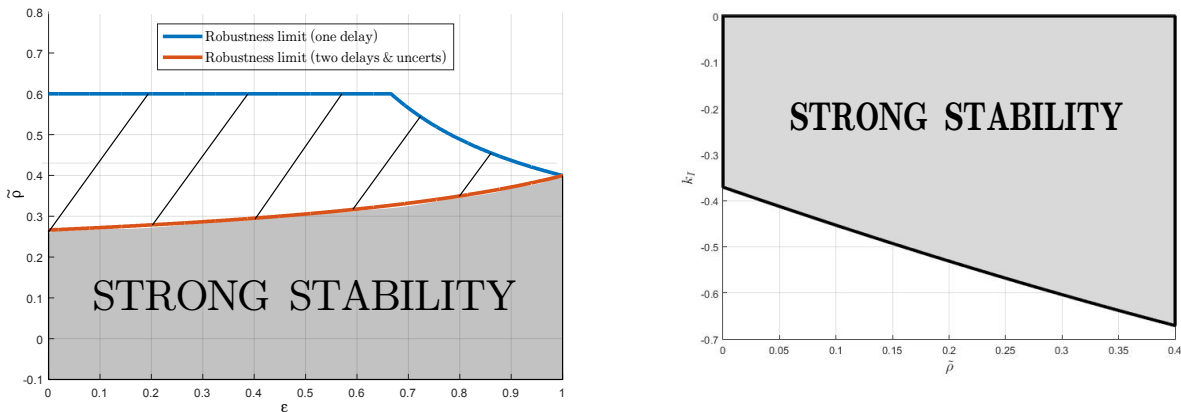 0.8
0.7
0.6
0.5
0.4
0.3
0.2
0.1
0
-0.1
ρ̃
Robustness limit (one delay)
Robustness limit (two delays & uncerts)
STRONG STABILITY
0 0.1 0.2 0.3 0.4 0.5 0.6 0.7 0.8 0.9 1
ε
0
-0.1
-0.2
-0.3
-0.4
-0.5
-0.6
-0.7
k_I
STRONG STABILITY
0 0.05 0.1 0.15 0.2 0.25 0.3 0.35 0.4
ρ̃